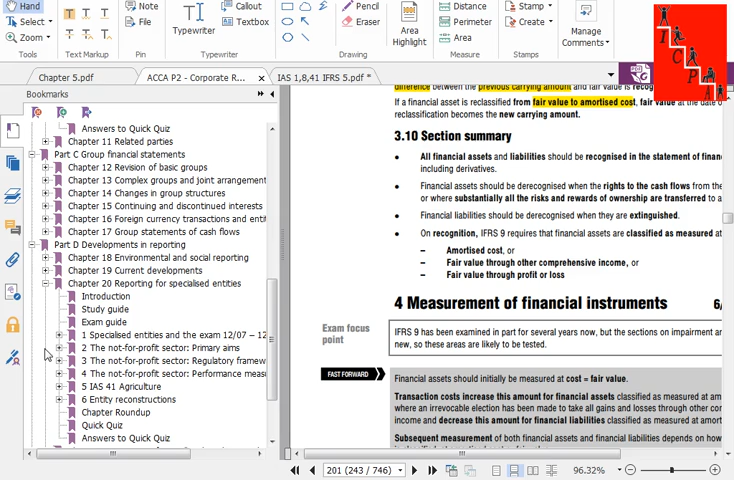 Hand
Select
Zoom
Tools
Text Markup
Note
File
Pin
Typewriter
Callout
Textbox
Typewriter
Drawing
Pencil
Eraser
Area Highlight
Distance
Perimeter
Area
Measure
Stamp
Create
Stamps
Manage Comments
I
C
P
A
Chapter 5.pdf
ACCA P2 - Corporate R...
IAS 1,8,41 IFRS 5.pdf *
Bookmarks
Answers to Quick Quiz
Chapter 11 Related parties
Part C Group financial statements
Chapter 12 Revision of basic groups
Chapter 13 Complex groups and joint arrangement
Chapter 14 Changes in group structures
Chapter 15 Continuing and discontinued interests
Chapter 16 Foreign currency transactions and entit
Chapter 17 Group statements of cash flows
Part D Developments in reporting
Chapter 18 Environmental and social reporting
Chapter 19 Current developments
Chapter 20 Reporting for specialised entities
Introduction
Study guide
Exam guide
1 Specialised entities and the exam 12/07 – 12
2 The not-for-profit sector: Primary aims
3 The not-for-profit sector: Regulatory framew
4 The not-for-profit sector: Performance meas
5 IAS 41 Agriculture
6 Entity reconstructions
Chapter Roundup
Quick Quiz
Answers to Quick Quiz
difference between the previous carrying amount and fair value is recog
If a financial asset is reclassified from fair value to amortised cost, fair value at the date o
reclassification becomes the new carrying amount.
3.10 Section summary
• All financial assets and liabilities should be recognised in the statement of finan
including derivatives.
• Financial assets should be derecognised when the rights to the cash flows from the
or where substantially all the risks and rewards of ownership are transferred to a
• Financial liabilities should be derecognised when they are extinguished.
• On recognition, IFRS 9 requires that financial assets are classified as measured at
– Amortised cost, or
– Fair value through other comprehensive income, or
– Fair value through profit or loss
4 Measurement of financial instruments 6/
Exam focus point
IFRS 9 has been examined in part for several years now, but the sections on impairment ar
new, so these areas are likely to be tested.
FAST FORWARD
Financial assets should initially be measured at cost = fair value.
Transaction costs increase this amount for financial assets classified as measured at am
where an irrevocable election has been made to take all gains and losses through other com
income and decrease this amount for financial liabilities classified as measured at amortise
Subsequent measurement of both financial assets and financial liabilities depends on how
201 (243 / 746)
96.32%